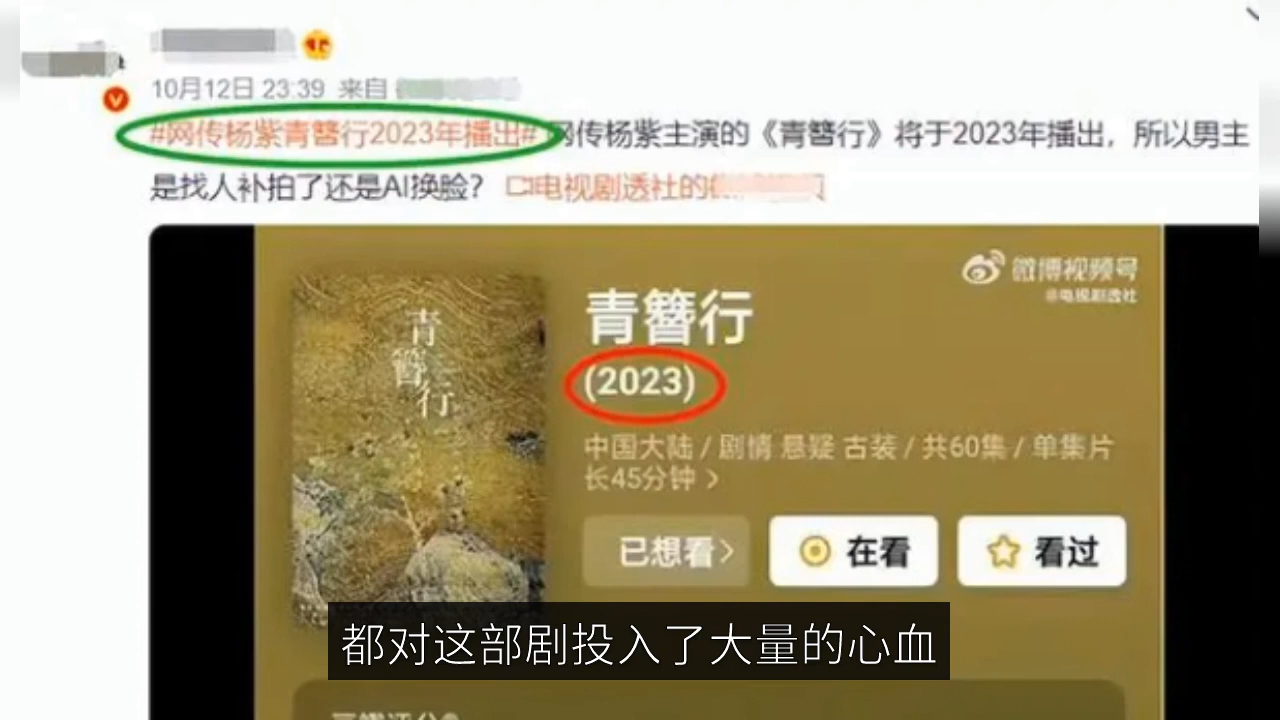 10月12日 23:39 来自
#网传杨紫青簪行2023年播出# 网传杨紫主演的《青簪行》将于2023年播出，所以男主
是找人补拍了还是AI换脸？ 电视剧透社的
微博视频号
@电视剧透社
青簪行
青簪行
(2023)
中国大陆 / 剧情 悬疑 古装 / 共60集 / 单集片
长45分钟 >
已想看>
在看
看过
都对这部剧投入了大量的心血